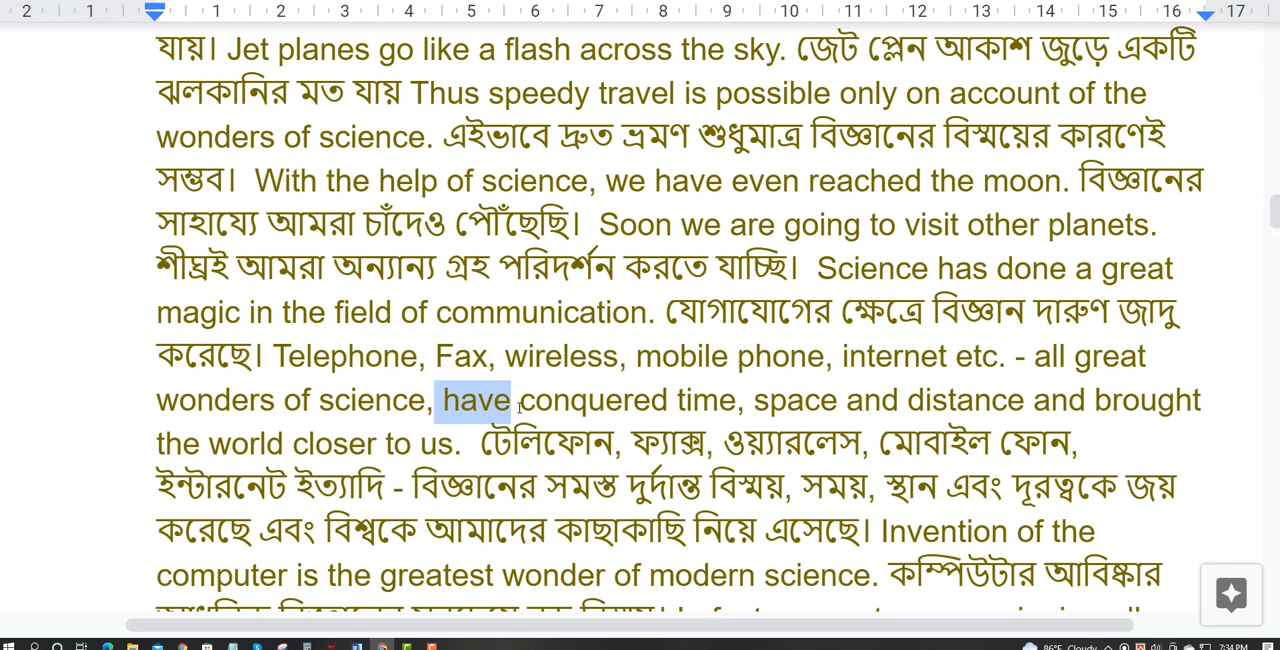 2 1 1 2 3 4 5 6 7 8 9 10 11 12 13 14 15 16 17
যায়। Jet planes go like a flash across the sky. জেট প্লেন আকাশ জুড়ে একটি
ঝলকানির মত যায় Thus speedy travel is possible only on account of the
wonders of science. এইভাবে দ্রুত ভ্রমণ শুধুমাত্র বিজ্ঞানের বিস্ময়ের কারণেই
সম্ভব। With the help of science, we have even reached the moon. বিজ্ঞানের
সাহায্যে আমরা চাঁদেও পৌঁছেছি। Soon we are going to visit other planets.
শীঘ্রই আমরা অন্যান্য গ্রহ পরিদর্শন করতে যাচ্ছি। Science has done a great
magic in the field of communication. যোগাযোগের ক্ষেত্রে বিজ্ঞান দারুণ জাদু
করেছে। Telephone, Fax, wireless, mobile phone, internet etc. - all great
wonders of science, have conquered time, space and distance and brought
the world closer to us. টেলিফোন, ফ্যাক্স, ওয়্যারলেস, মোবাইল ফোন,
ইন্টারনেট ইত্যাদি - বিজ্ঞানের সমস্ত দুর্দান্ত বিস্ময়, সময়, স্থান এবং দূরত্বকে জয়
করেছে এবং বিশ্বকে আমাদের কাছাকাছি নিয়ে এসেছে। Invention of the
computer is the greatest wonder of modern science. কম্পিউটার আবিষ্কার
86°F Cloudy 7:34 PM